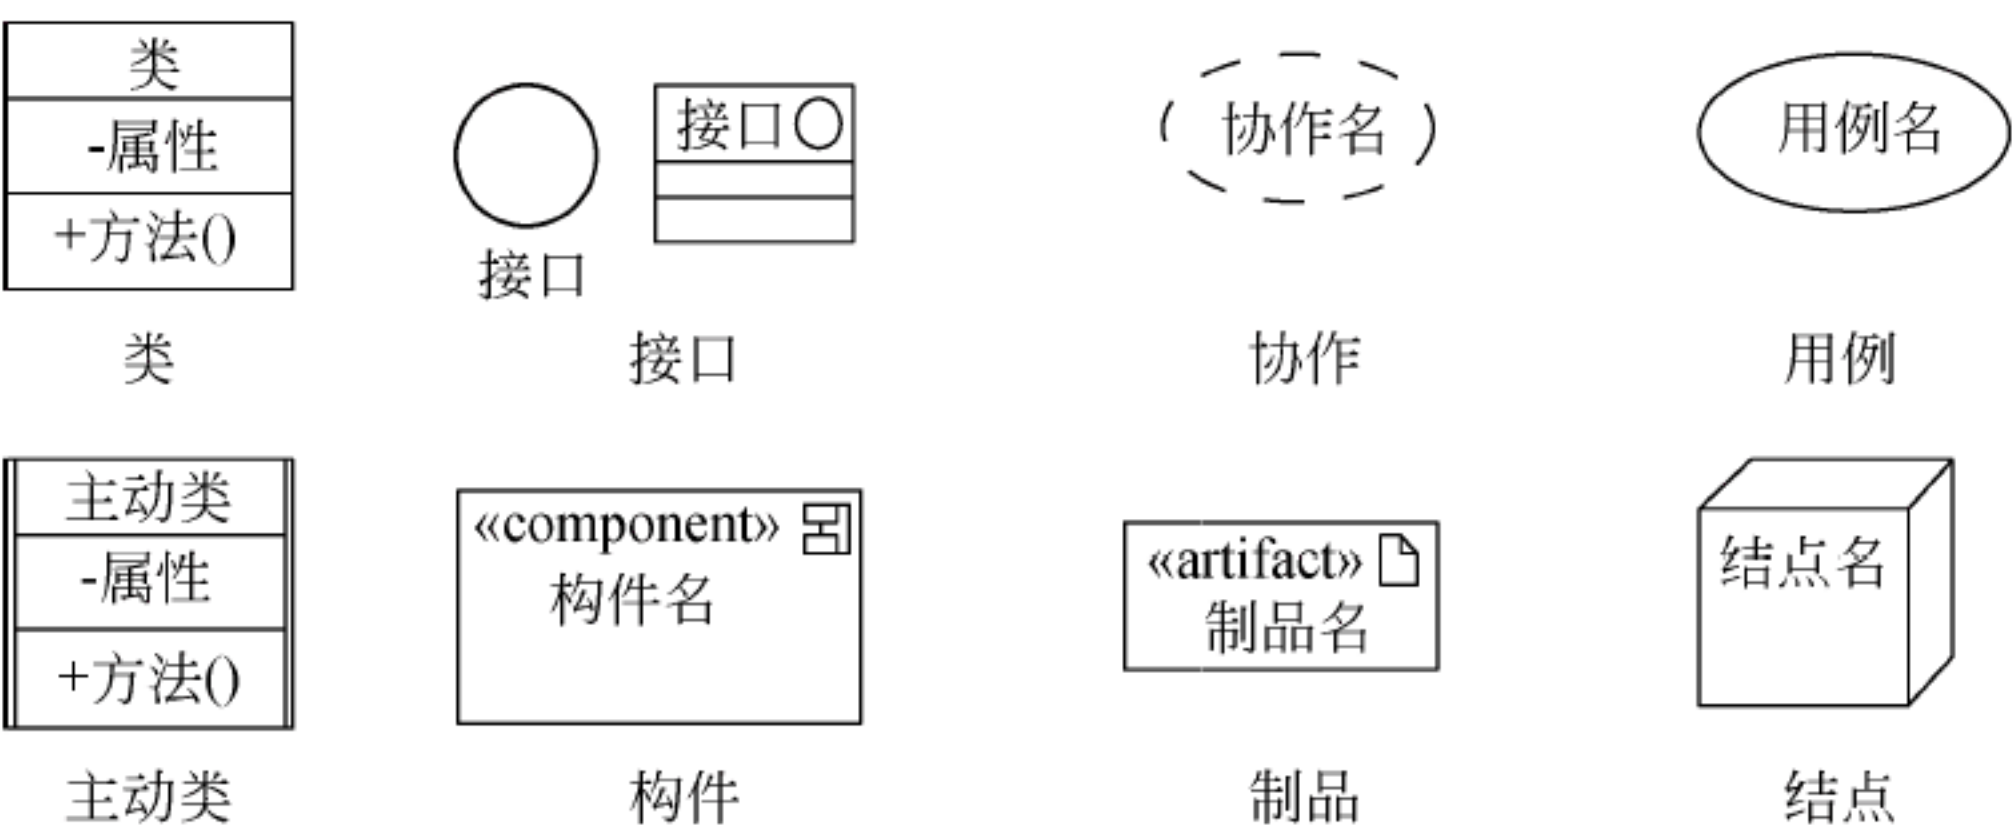 类
-属性
+方法()
类
接口
接口
接口
协作名
协作
用例名
用例
主动类
-属性
+方法()
主动类
«component»
构件名
构件
«artifact»
制品名
制品
结点名
结点